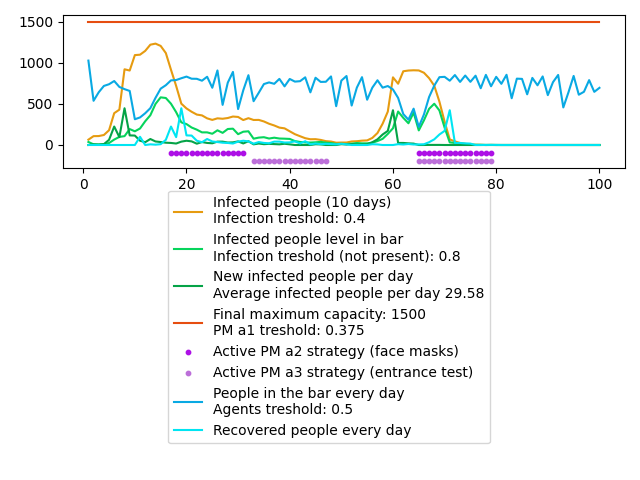 1500
1000
500
0
0 20 40 60 80 100
Infected people (10 days)
Infection treshold: 0.4
Infected people level in bar
Infection treshold (not present): 0.8
New infected people per day
Average infected people per day 29.58
Final maximum capacity: 1500
PM a1 treshold: 0.375
Active PM a2 strategy (face masks)
Active PM a3 strategy (entrance test)
People in the bar every day
Agents treshold: 0.5
Recovered people every day